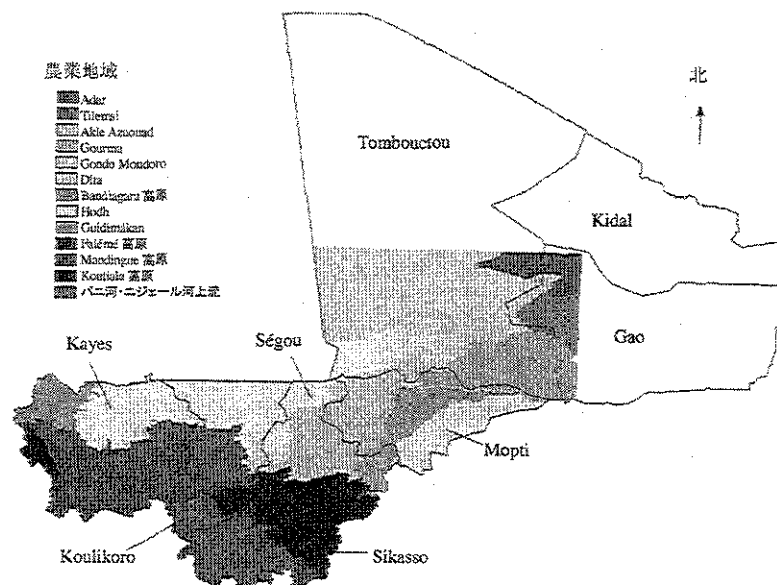 農業地域
Adar
Tilemsi
Akle Azaouad
Gourma
Gondo Mondoro
Dita
Bandiagara 高原
Hodh
Guidimakan
Falémé 高原
Mandingue 高原
Koutiala 高原
バニ河・ニジェール河上流
北
Tombouctou
Kidal
Gao
Kayes
Ségou
Mopti
Koulikoro
Sikasso